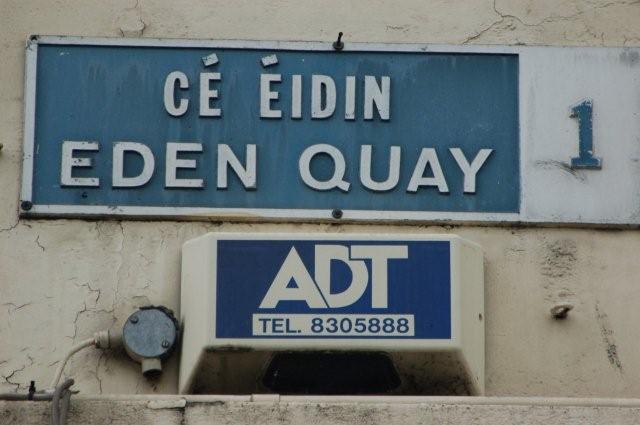 CÉ ÉIDIN
EDEN QUAY
1
ADT
TEL. 8305888